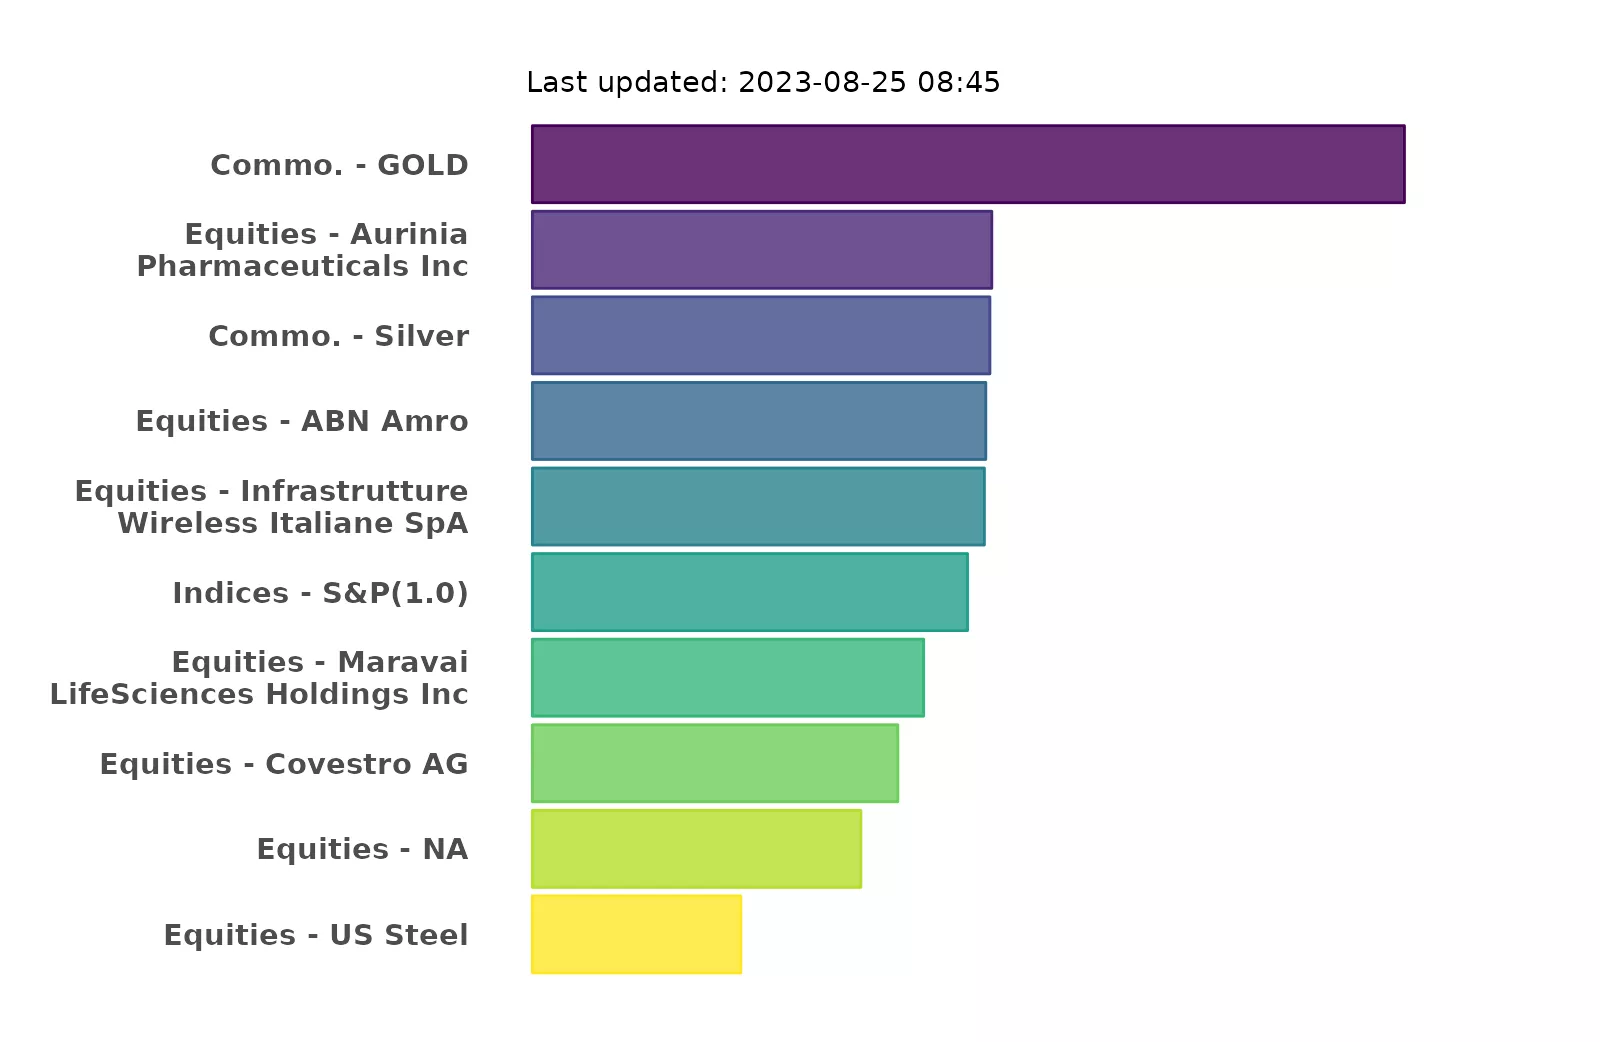 Last updated: 2023-08-25 08:45
Commo. - GOLD
Equities - Aurinia
Pharmaceuticals Inc
Commo. - Silver
Equities - ABN Amro
Equities - Infrastrutture
Wireless Italiane SpA
Indices - S&P(1.0)
Equities - Maravai
LifeSciences Holdings Inc
Equities - Covestro AG
Equities - NA
Equities - US Steel